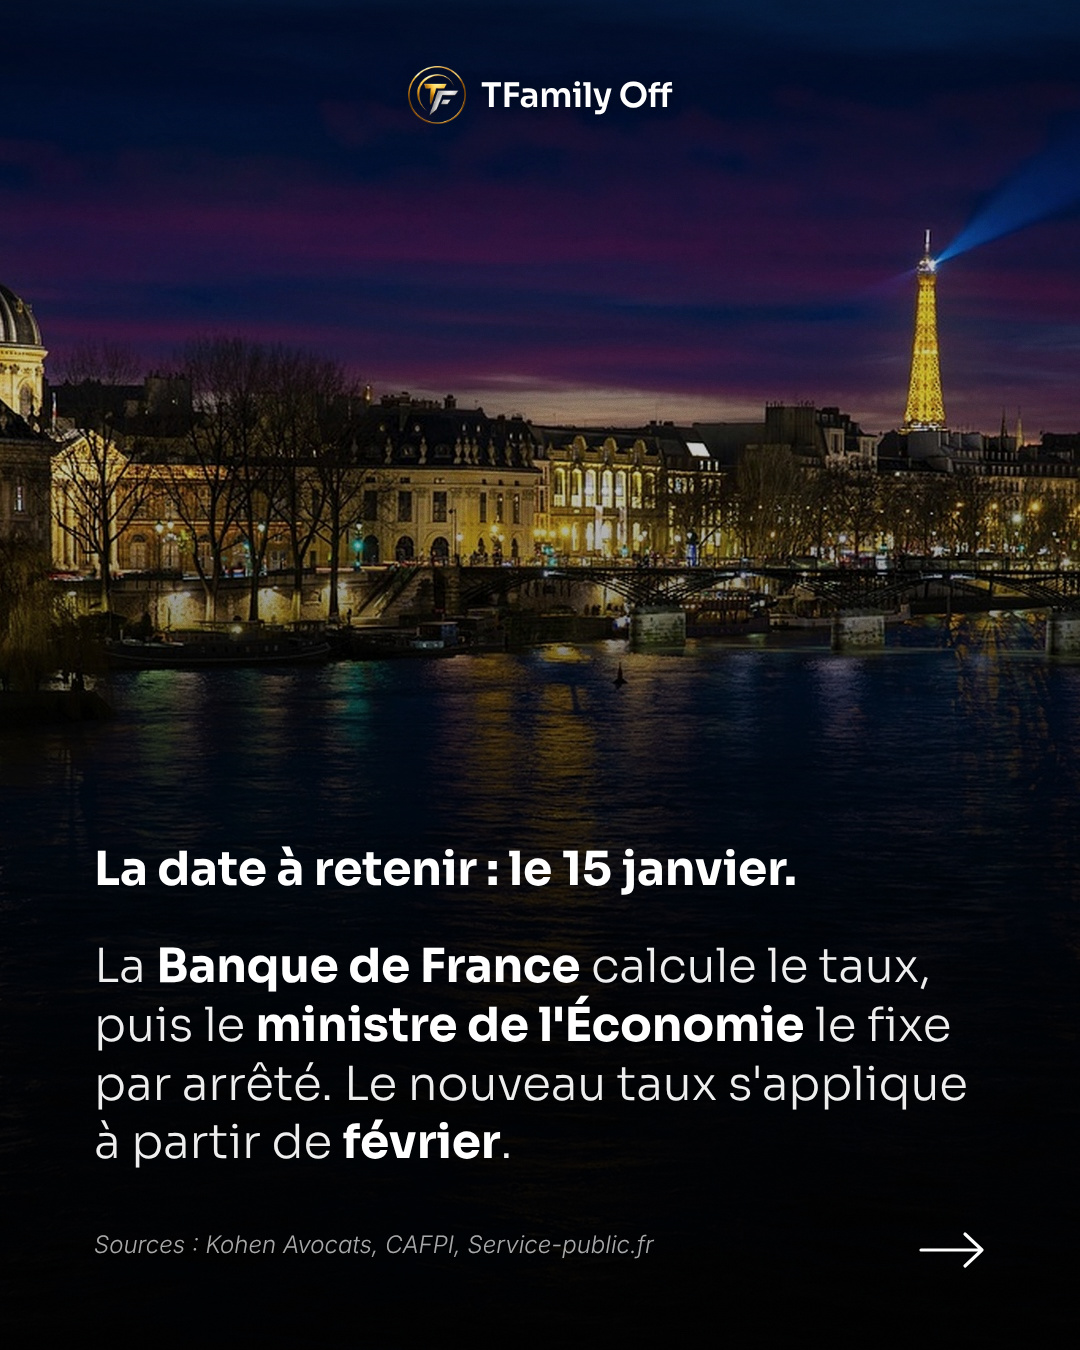 TF TFamily Off
La date à retenir : le 15 janvier.
La Banque de France calcule le taux,
puis le ministre de l'Économie le fixe
par arrêté. Le nouveau taux s'applique
à partir de février.
Sources : Kohen Avocats, CAFPI, Service-public.fr